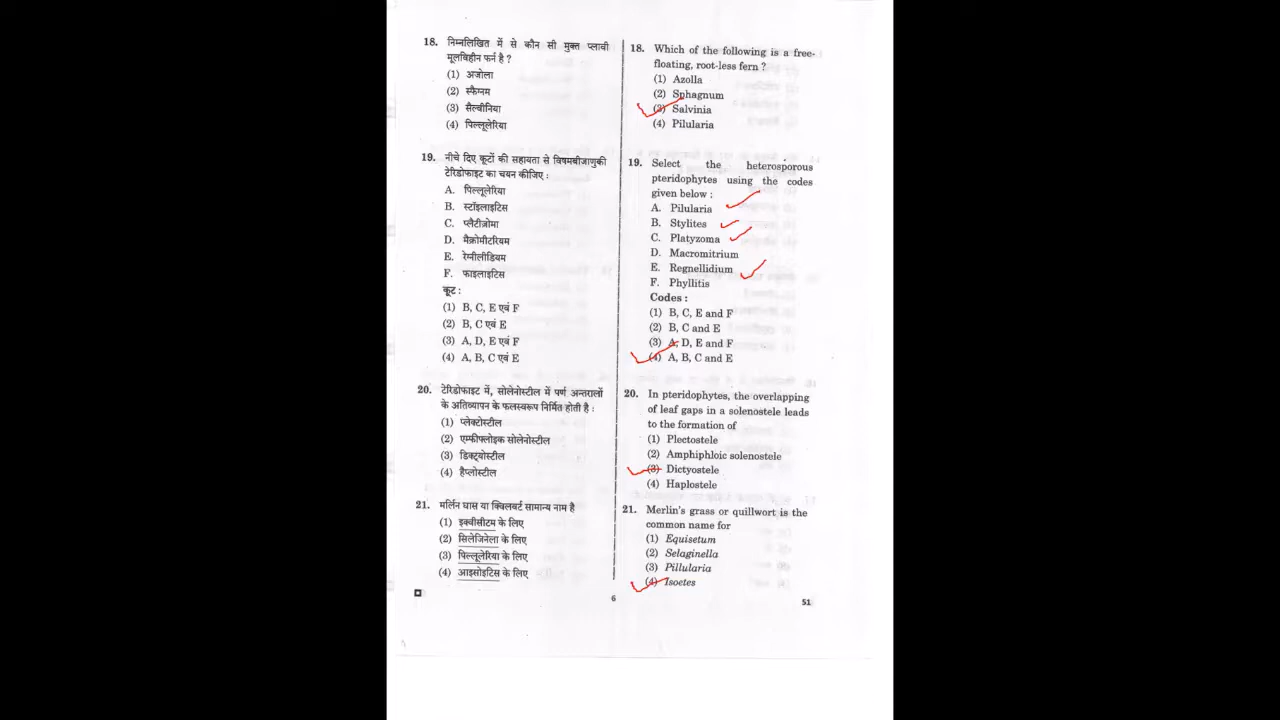 18. निम्नलिखित में से कौन सी मुक्त प्लावी
मूलविहीन फर्न है ?
(1) अजोला
(2) स्फैग्नम
(3) सैल्वीनिया
(4) पिल्लूलेरिया
19. नीचे दिए कूटों की सहायता से विषमबीजाणुकी
टेरिडोफाइट का चयन कीजिए :
A. पिल्लूलेरिया
B. स्टॉइलाइटिस
C. प्लैटीज़ोमा
D. मैक्रोमीटरियम
E. रेग्नीलीडियम
F. फाइलाइटिस
कूट :
(1) B, C, E एवं F
(2) B, C एवं E
(3) A, D, E एवं F
(4) A, B, C एवं E
20. टेरिडोफाइट में, सोलेनोस्टील में पर्ण अन्तरालों
के अतिव्यापन के फलस्वरूप निर्मित होती है :
(1) प्लेक्टोस्टील
(2) एम्फीफ्लोइक सोलेनोस्टील
(3) डिक्ट्योस्टील
(4) हैप्लोस्टील
21. मर्लिन घास या क्विलवर्ट सामान्य नाम है
(1) इक्वीसीटम के लिए
(2) सिलेजिनेला के लिए
(3) पिल्लूलेरिया के लिए
(4) आइसोइटिस के लिए
18. Which of the following is a free-
floating, root-less fern ?
(1) Azolla
(2) Sphagnum
(3) Salvinia
(4) Pilularia
19. Select the heterosporous
pteridophytes using the codes
given below :
A. Pilularia
B. Stylites
C. Platyzoma
D. Macromitrium
E. Regnellidium
F. Phyllitis
Codes :
(1) B, C, E and F
(2) B, C and E
(3) A, D, E and F
(4) A, B, C and E
20. In pteridophytes, the overlapping
of leaf gaps in a solenostele leads
to the formation of
(1) Plectostele
(2) Amphiphloic solenostele
(3) Dictyostele
(4) Haplostele
21. Merlin's grass or quillwort is the
common name for
(1) Equisetum
(2) Selaginella
(3) Pillularia
(4) Isoetes
6
51